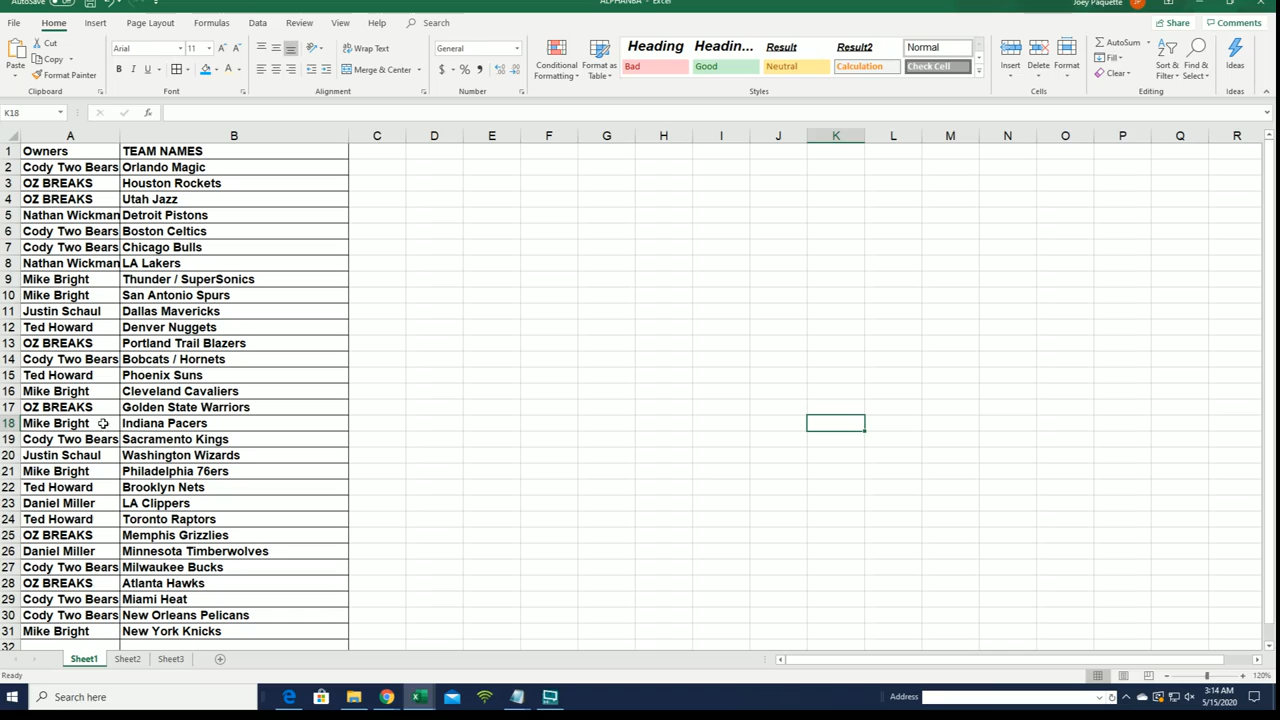 AutoSave Off ALPHANBA - Excel Joey Paquette JP
File Home Insert Page Layout Formulas Data Review View Help Search Share Comments
Paste Cut Copy Format Painter Clipboard
Arial 11 A A B I U A Font
Wrap Text Merge & Center Alignment
General $ % , Number
Conditional Formatting Format as Table
Heading Headin... Result Result2 Normal
Bad Good Neutral Calculation Check Cell Styles
Insert Delete Format Cells
AutoSum Fill Clear Sort & Filter Find & Select Editing
Ideas Ideas
K18 fx
A B C D E F G H I J K L M N O P Q R
1 Owners TEAM NAMES
2 Cody Two Bears Orlando Magic
3 OZ BREAKS Houston Rockets
4 OZ BREAKS Utah Jazz
5 Nathan Wickman Detroit Pistons
6 Cody Two Bears Boston Celtics
7 Cody Two Bears Chicago Bulls
8 Nathan Wickman LA Lakers
9 Mike Bright Thunder / SuperSonics
10 Mike Bright San Antonio Spurs
11 Justin Schaul Dallas Mavericks
12 Ted Howard Denver Nuggets
13 OZ BREAKS Portland Trail Blazers
14 Cody Two Bears Bobcats / Hornets
15 Ted Howard Phoenix Suns
16 Mike Bright Cleveland Cavaliers
17 OZ BREAKS Golden State Warriors
18 Mike Bright Indiana Pacers
19 Cody Two Bears Sacramento Kings
20 Justin Schaul Washington Wizards
21 Mike Bright Philadelphia 76ers
22 Ted Howard Brooklyn Nets
23 Daniel Miller LA Clippers
24 Ted Howard Toronto Raptors
25 OZ BREAKS Memphis Grizzlies
26 Daniel Miller Minnesota Timberwolves
27 Cody Two Bears Milwaukee Bucks
28 OZ BREAKS Atlanta Hawks
29 Cody Two Bears Miami Heat
30 Cody Two Bears New Orleans Pelicans
31 Mike Bright New York Knicks
32
Sheet1 Sheet2 Sheet3
Ready 120%
Search here Address 3:14 AM
5/15/2020